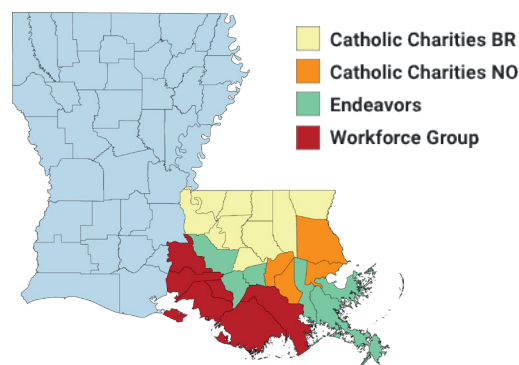 Catholic Charities BR
Catholic Charities NO
Endeavors
Workforce Group